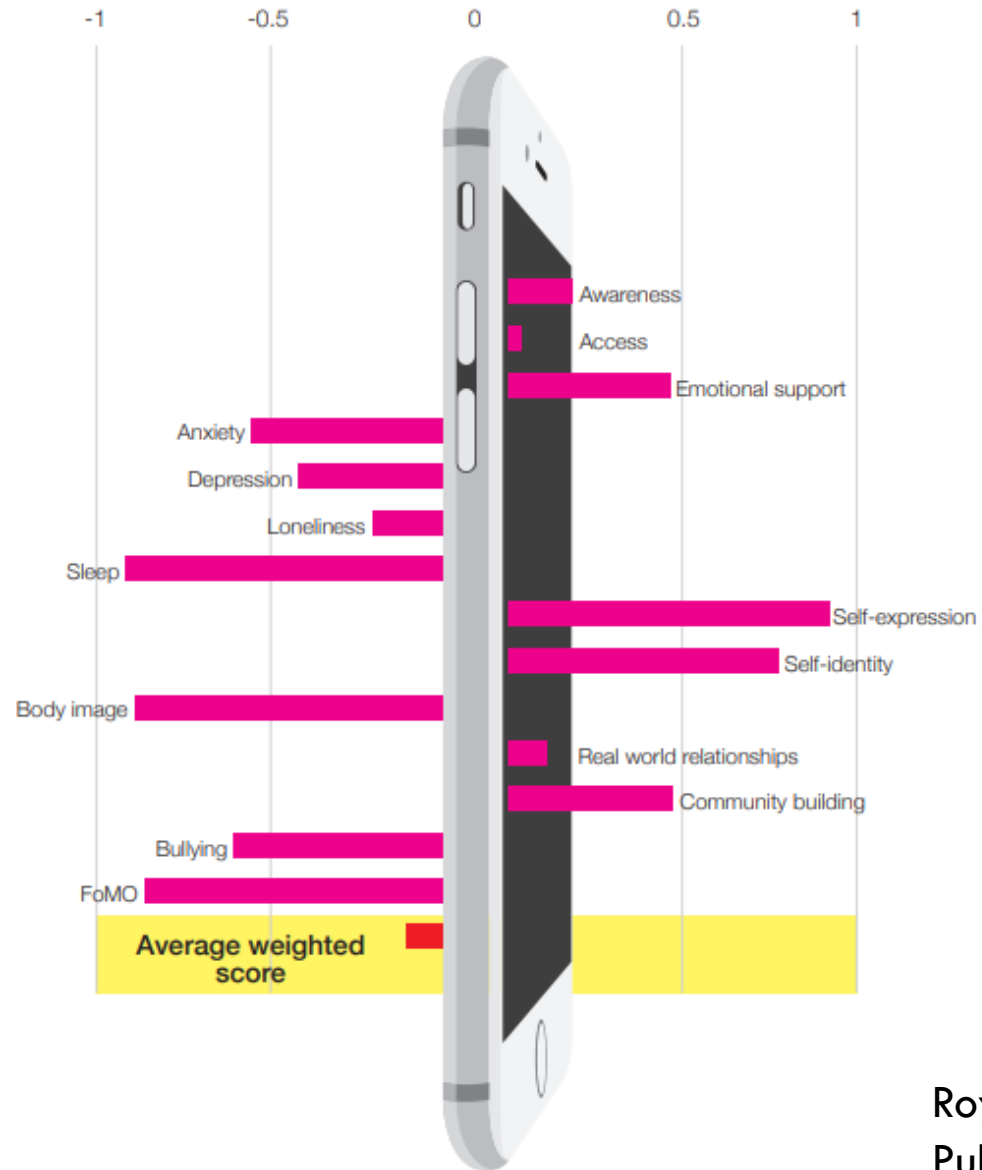 -1 -0.5 0 0.5 1
Awareness
Access
Emotional support
Anxiety
Depression
Loneliness
Sleep
Self-expression
Self-identity
Body image
Real world relationships
Community building
Bullying
FoMO
Average weighted
score